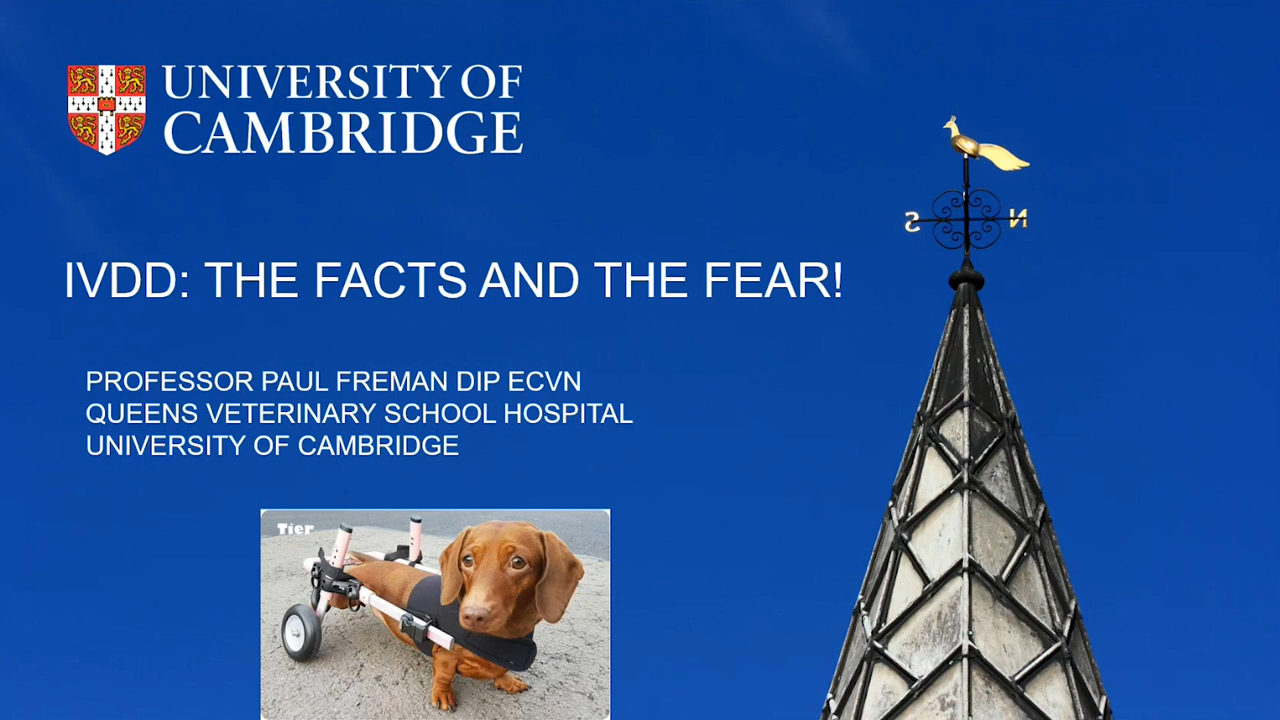 UNIVERSITY OF
CAMBRIDGE
IVDD: THE FACTS AND THE FEAR!
PROFESSOR PAUL FREMAN DIP ECVN
QUEENS VETERINARY SCHOOL HOSPITAL
UNIVERSITY OF CAMBRIDGE
S N
Tier